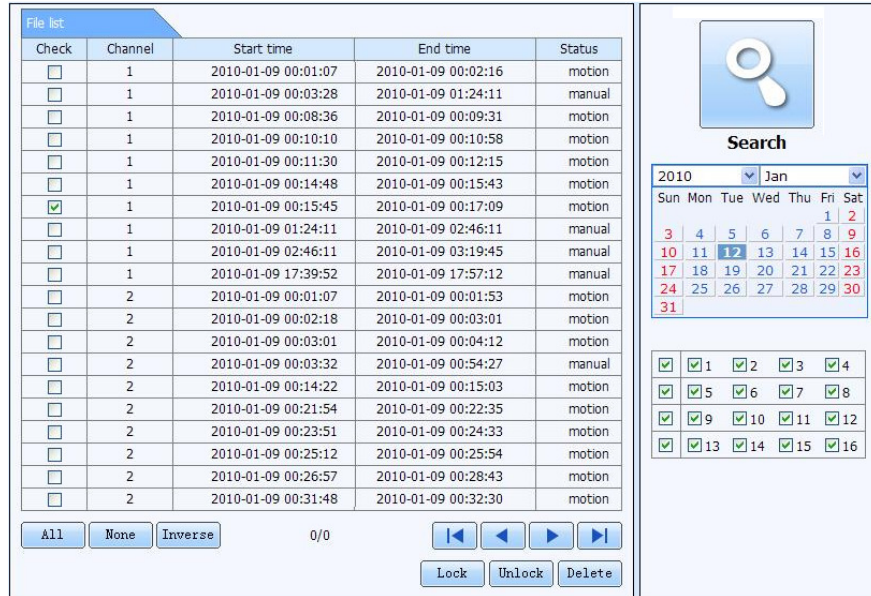 File list
Check Channel Start time End time Status
1 2010-01-09 00:01:07 2010-01-09 00:02:16 motion
1 2010-01-09 00:03:28 2010-01-09 01:24:11 manual
1 2010-01-09 00:08:36 2010-01-09 00:09:31 motion
1 2010-01-09 00:10:10 2010-01-09 00:10:58 motion
1 2010-01-09 00:11:30 2010-01-09 00:12:15 motion
1 2010-01-09 00:14:48 2010-01-09 00:15:43 motion
1 2010-01-09 00:15:45 2010-01-09 00:17:09 motion
1 2010-01-09 01:24:11 2010-01-09 02:46:11 manual
1 2010-01-09 02:46:11 2010-01-09 03:19:45 manual
1 2010-01-09 17:39:52 2010-01-09 17:57:12 manual
2 2010-01-09 00:01:07 2010-01-09 00:01:53 motion
2 2010-01-09 00:02:18 2010-01-09 00:03:01 motion
2 2010-01-09 00:03:01 2010-01-09 00:04:12 motion
2 2010-01-09 00:03:32 2010-01-09 00:54:27 manual
2 2010-01-09 00:14:22 2010-01-09 00:15:03 motion
2 2010-01-09 00:21:54 2010-01-09 00:22:35 motion
2 2010-01-09 00:23:51 2010-01-09 00:24:33 motion
2 2010-01-09 00:25:12 2010-01-09 00:25:54 motion
2 2010-01-09 00:26:57 2010-01-09 00:28:43 motion
2 2010-01-09 00:31:48 2010-01-09 00:32:30 motion
All None Inverse 0/0
Lock Unlock Delete
Search
2010 Jan
Sun Mon Tue Wed Thu Fri Sat
1 2
3 4 5 6 7 8 9
10 11 12 13 14 15 16
17 18 19 20 21 22 23
24 25 26 27 28 29 30
31
1 2 3 4
5 6 7 8
9 10 11 12
13 14 15 16